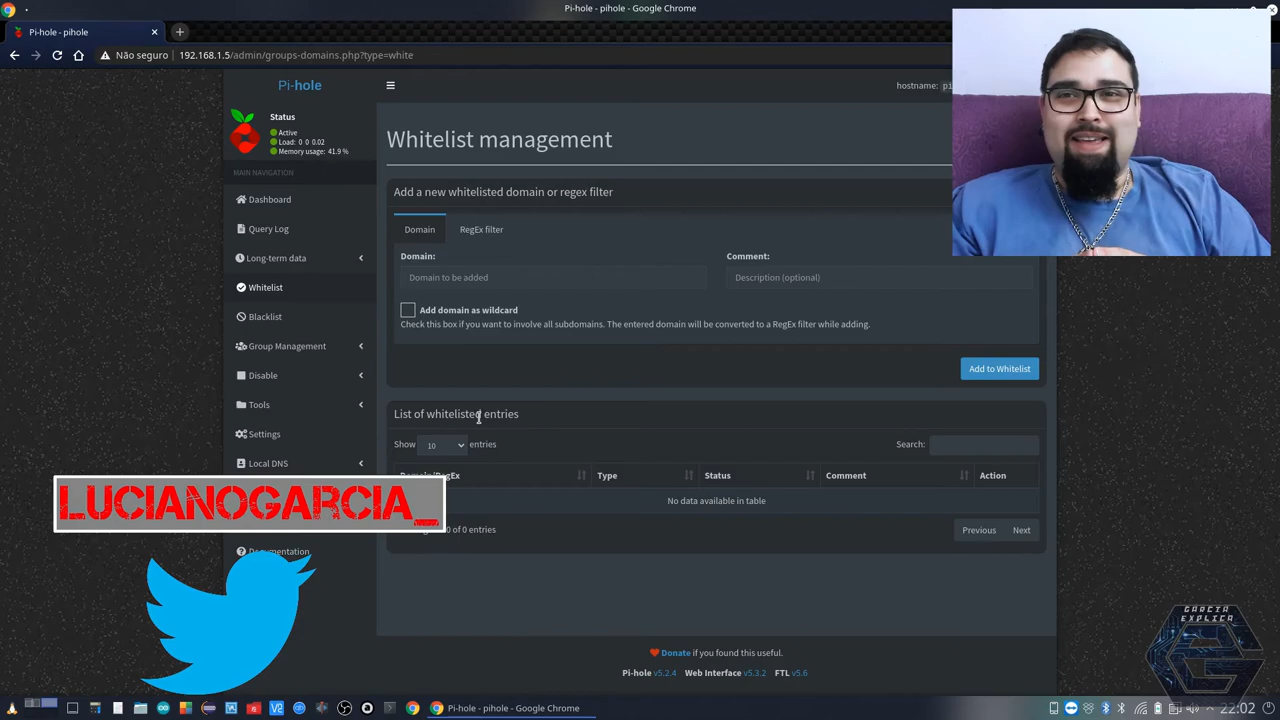 Pi-hole - pihole - Google Chrome
Pi-hole - pihole
Não seguro
192.168.1.5/admin/groups-domains.php?type=white
Pi-hole
hostname:
Status
Active
Load: 0 0 0.02
Memory usage: 41.9 %
MAIN NAVIGATION
Dashboard
Query Log
Long-term data
Whitelist
Blacklist
Group Management
Disable
Tools
Settings
Local DNS
Documentation
Whitelist management
Add a new whitelisted domain or regex filter
Domain
RegEx filter
Domain:
Comment:
Domain to be added
Description (optional)
Add domain as wildcard
Check this box if you want to involve all subdomains. The entered domain will be converted to a RegEx filter while adding.
Add to Whitelist
List of whitelisted entries
Show 10 entries
Search:
Domain/RegEx
Type
Status
Comment
Action
No data available in table
0 of 0 entries
Previous
Next
Donate if you found this useful.
Pi-hole v5.2.4 Web Interface v5.3.2 FTL v5.6
LUCIANOGARCIA_
GARCIA
EXPLICA
Pi-hole - pihole - Google Chrome
22:02